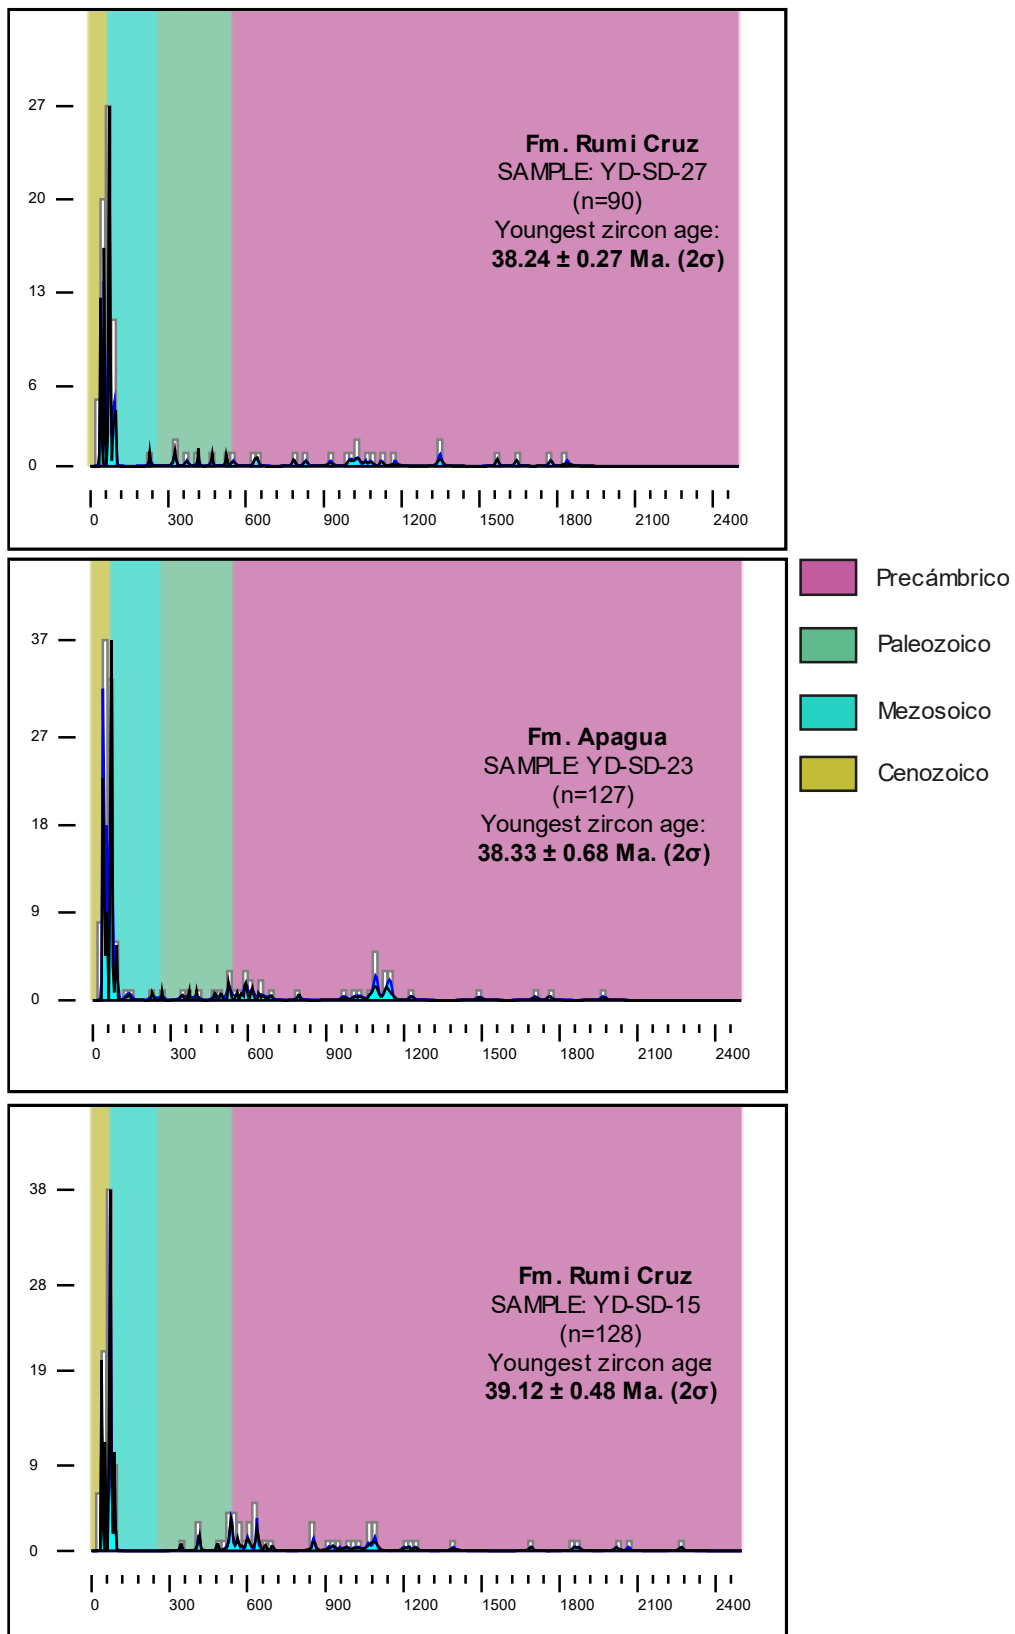 27
20
13
6
0
Fm. Rumi Cruz
SAMPLE: YD-SD-27
(n=90)
Youngest zircon age:
38.24 ± 0.27 Ma. (2σ)
0 300 600 900 1200 1500 1800 2100 2400
37
27
18
9
0
Fm. Apagua
SAMPLE: YD-SD-23
(n=127)
Youngest zircon age:
38.33 ± 0.68 Ma. (2σ)
0 300 600 900 1200 1500 1800 2100 2400
Precámbrico
Paleozoico
Mezosoico
Cenozoico
38
28
19
9
0
Fm. Rumi Cruz
SAMPLE: YD-SD-15
(n=128)
Youngest zircon age:
39.12 ± 0.48 Ma. (2σ)
0 300 600 900 1200 1500 1800 2100 2400